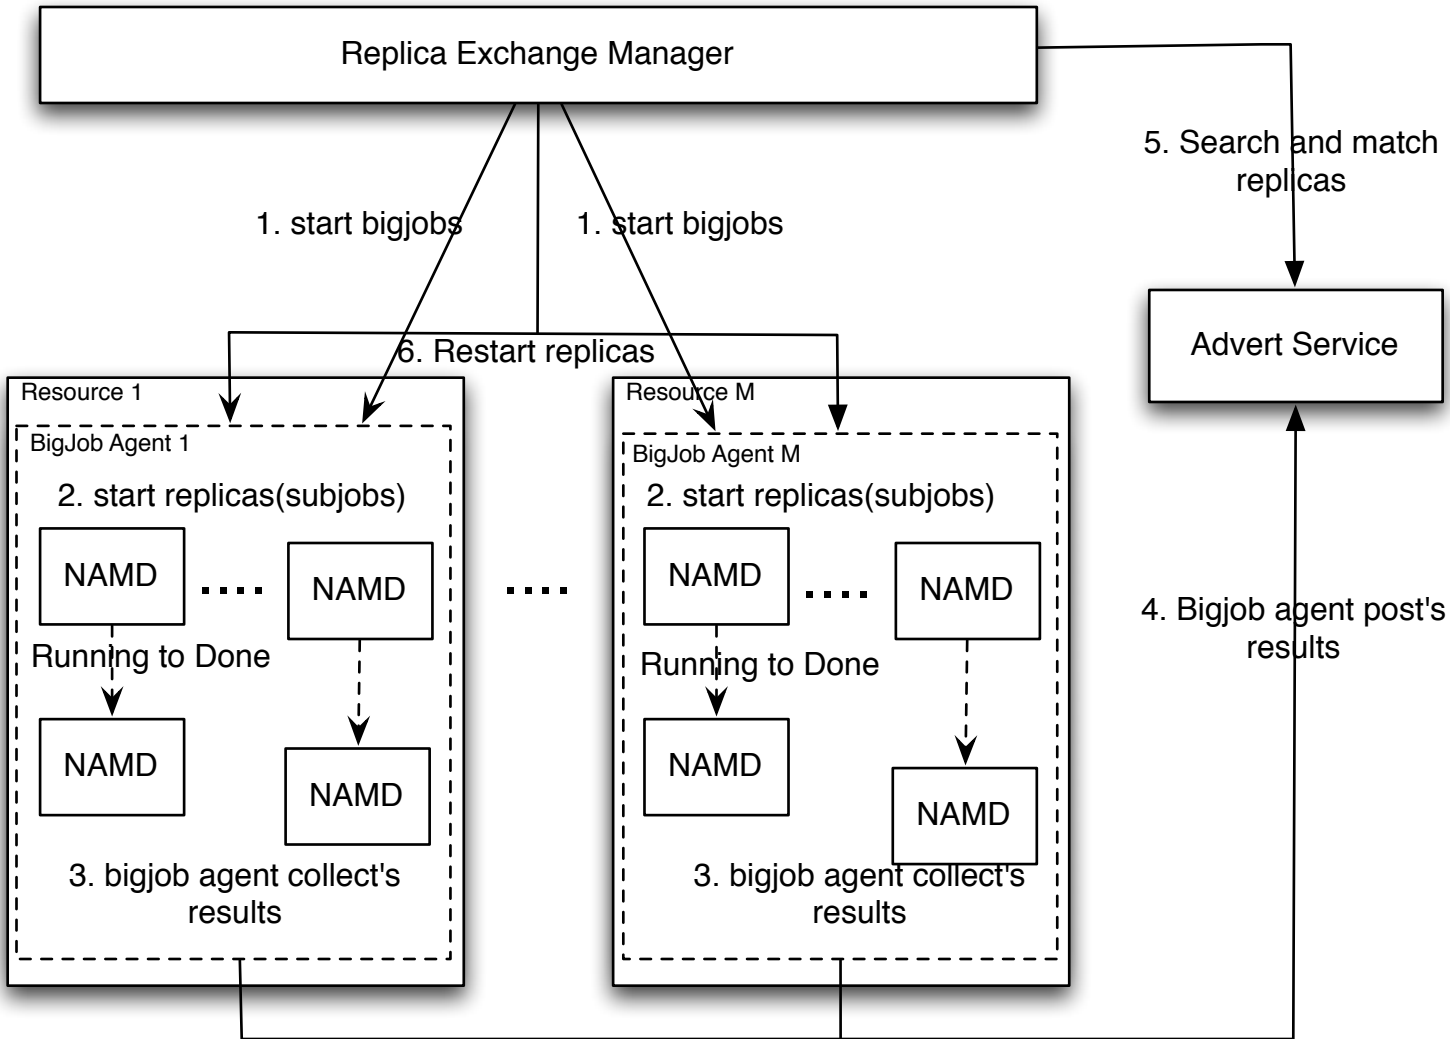 Replica Exchange Manager
5. Search and match
replicas
1. start bigjobs
1. start bigjobs
6. Restart replicas
Advert Service
Resource 1
BigJob Agent 1
2. start replicas(subjobs)
NAMD
....
NAMD
Running to Done
NAMD
NAMD
3. bigjob agent collect's
results
....
Resource M
BigJob Agent M
2. start replicas(subjobs)
NAMD
....
NAMD
Running to Done
NAMD
NAMD
3. bigjob agent collect's
results
4. Bigjob agent post's
results